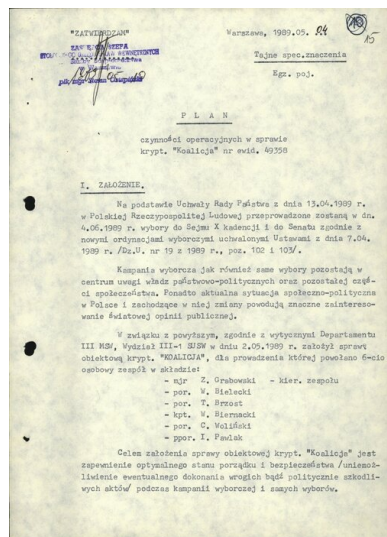 "ZATWIERDZAM"
Warszawa, 1989.05.04
15
Tajne spec.znaczenia
Egz. poj.
P L A N
czynności operacyjnych w sprawie
krypt. "Koalicja" nr ewid. 49358
I. ZAŁOŻENIE.
Na podstawie Uchwały Rady Państwa z dnia 13.04.1989 r.
w Polskiej Rzeczypospolitej Ludowej przeprowadzone zostaną w dn.
4.06.1989 r. wybory do Sejmu X kadencji i do Senatu zgodnie z
nowymi ordynacjami wyborczymi uchwalonymi Ustawami z dnia 7.04.
1989 r. /Dz.U. nr 19 z 1989 r., poz. 102 i 103/.
Kampania wyborcza jak również same wybory pozostają w
centrum uwagi władz państwowo-politycznych oraz pozostałej częś-
ci społeczeństwa. Ponadto aktualna sytuacja społeczno-polityczna
w Polsce i zachodzące w niej zmiany powodują znaczne zaintereso-
wanie światowej opinii publicznej.
W związku z powyższym, zgodnie z wytycznymi Departamentu
III MSW, Wydział III-1 SUSW w dniu 2.05.1989 r. założył sprawę
obiektową krypt. "KOALICJA", dla prowadzenia której powołano 6-cio
osobowy zespół w składzie:
- mjr Z. Grabowski - kier. zespołu
- por. W. Bielecki
- por. T. Brzost
- kpt. W. Biernacki
- por. C. Woliński
- ppor. I. Pawlak
Celem założenia sprawy obiektowej krypt. "Koalicja" jest
zapewnienie optymalnego stanu porządku i bezpieczeństwa /uniemoż-
liwienie ewentualnego dokonania wrogich bądź politycznie szkodli-
wych aktów/ podczas kampanii wyborczej i samych wyborów.